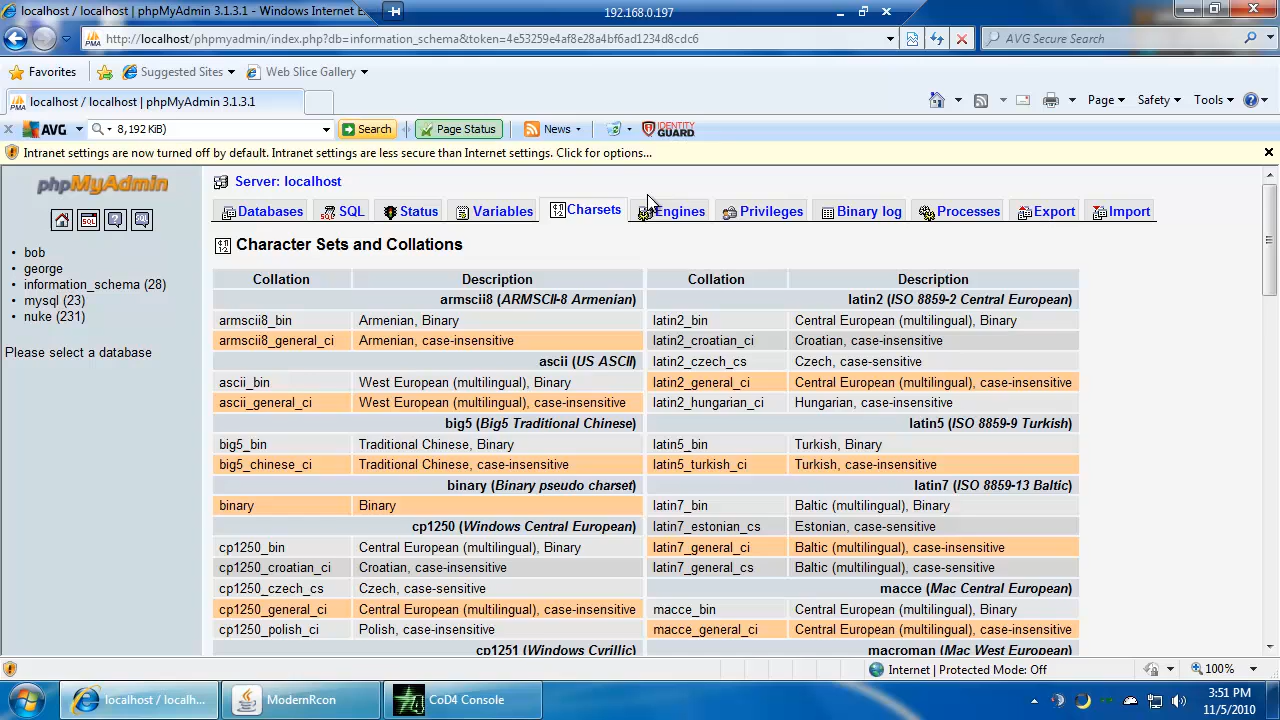 localhost / localhost | phpMyAdmin 3.1.3.1 - Windows Internet E
192.168.0.197
http://localhost/phpmyadmin/index.php?db=information_schema&token=4e53259e4af8e28a4bf6ad1234d8cdc6
AVG Secure Search
Favorites
Suggested Sites
Web Slice Gallery
localhost / localhost | phpMyAdmin 3.1.3.1
Page
Safety
Tools
AVG
8,192 KiB)
Search
Page Status
News
IDENTITY GUARD
Intranet settings are now turned off by default. Intranet settings are less secure than Internet settings. Click for options...
phpMyAdmin
SQL
bob
george
information_schema (28)
mysql (23)
nuke (231)
Please select a database
Server: localhost
Databases
SQL
Status
Variables
Charsets
Engines
Privileges
Binary log
Processes
Export
Import
Character Sets and Collations
Collation Description
armscii8 (ARMSCII-8 Armenian)
armscii8_bin Armenian, Binary
armscii8_general_ci Armenian, case-insensitive
ascii (US ASCII)
ascii_bin West European (multilingual), Binary
ascii_general_ci West European (multilingual), case-insensitive
big5 (Big5 Traditional Chinese)
big5_bin Traditional Chinese, Binary
big5_chinese_ci Traditional Chinese, case-insensitive
binary (Binary pseudo charset)
binary Binary
cp1250 (Windows Central European)
cp1250_bin Central European (multilingual), Binary
cp1250_croatian_ci Croatian, case-insensitive
cp1250_czech_cs Czech, case-sensitive
cp1250_general_ci Central European (multilingual), case-insensitive
cp1250_polish_ci Polish, case-insensitive
cp1251 (Windows Cyrillic)
Collation Description
latin2 (ISO 8859-2 Central European)
latin2_bin Central European (multilingual), Binary
latin2_croatian_ci Croatian, case-insensitive
latin2_czech_cs Czech, case-sensitive
latin2_general_ci Central European (multilingual), case-insensitive
latin2_hungarian_ci Hungarian, case-insensitive
latin5 (ISO 8859-9 Turkish)
latin5_bin Turkish, Binary
latin5_turkish_ci Turkish, case-insensitive
latin7 (ISO 8859-13 Baltic)
latin7_bin Baltic (multilingual), Binary
latin7_estonian_cs Estonian, case-sensitive
latin7_general_ci Baltic (multilingual), case-insensitive
latin7_general_cs Baltic (multilingual), case-sensitive
macce (Mac Central European)
macce_bin Central European (multilingual), Binary
macce_general_ci Central European (multilingual), case-insensitive
macroman (Mac West European)
Internet | Protected Mode: Off
100%
localhost / localh...
ModernRcon
CoD4 Console
3:51 PM
11/5/2010